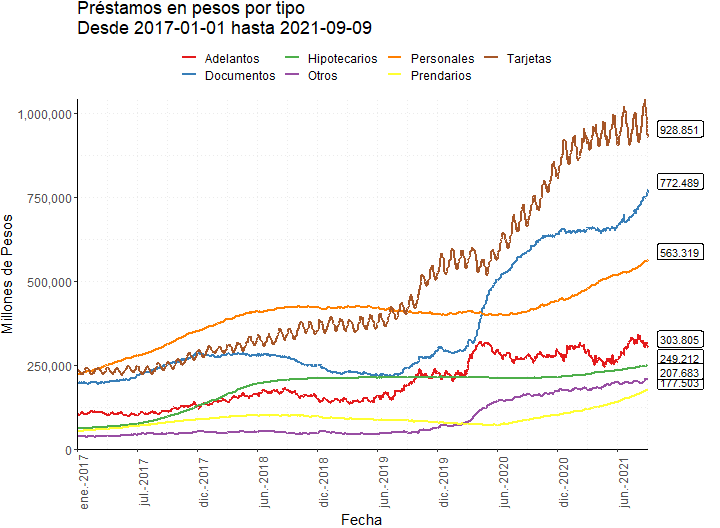 Préstamos en pesos por tipo
Desde 2017-01-01 hasta 2021-09-09
Adelantos Hipotecarios Personales Tarjetas
Documentos Otros Prendarios
Millones de Pesos
1,000,000
750,000
500,000
250,000
0
928.851
772.489
563.319
303.805
249.212
207.683
177.503
ene.-2017 jul.-2017 dic.-2017 jun.-2018 dic.-2018 jun.-2019 dic.-2019 jun.-2020 dic.-2020 jun.-2021
Fecha